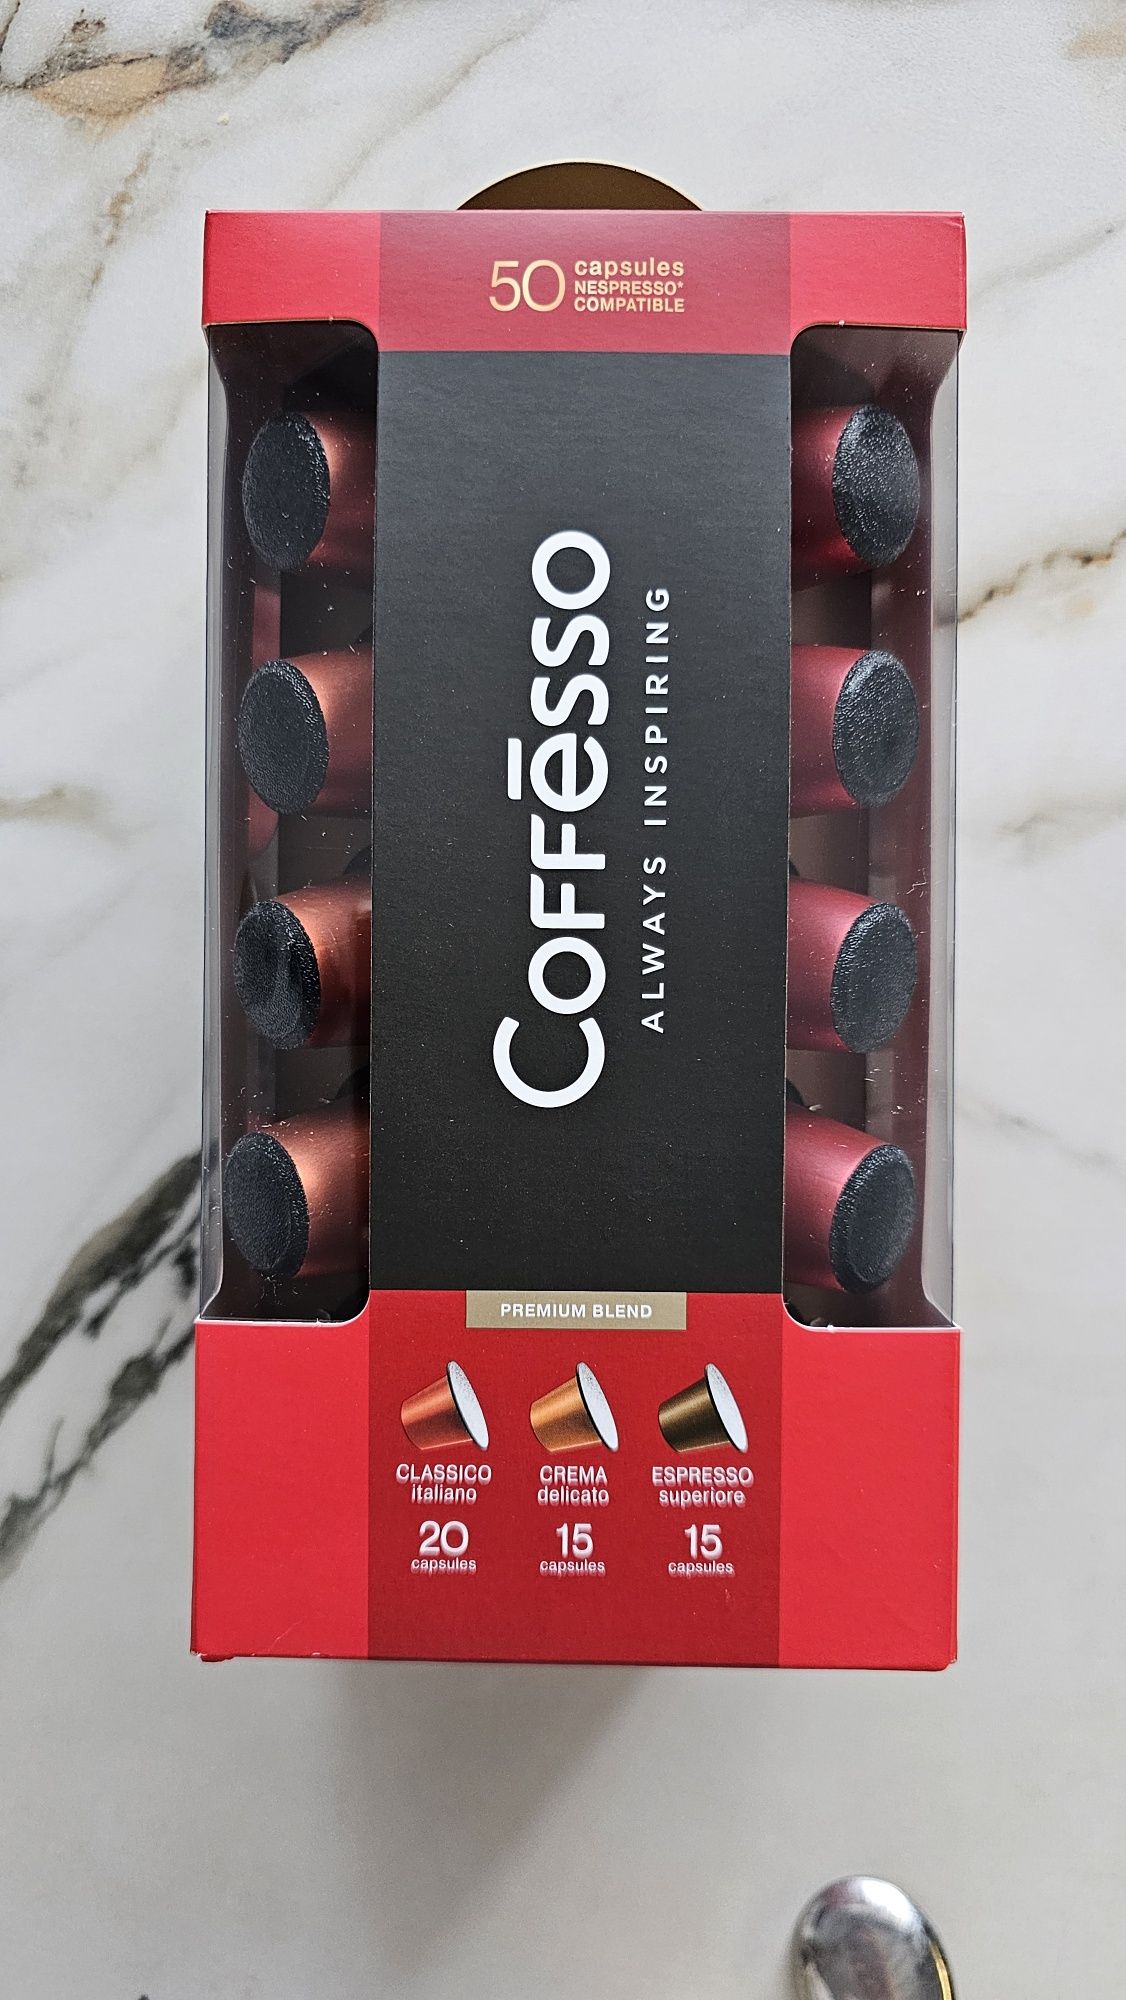 50 capsules
NESPRESSO*
COMPATIBLE
Coffēsso
ALWAYS INSPIRING
PREMIUM BLEND
CLASSICO
italiano
20
capsules
CREMA
delicato
15
capsules
ESPRESSO
superiore
15
capsules